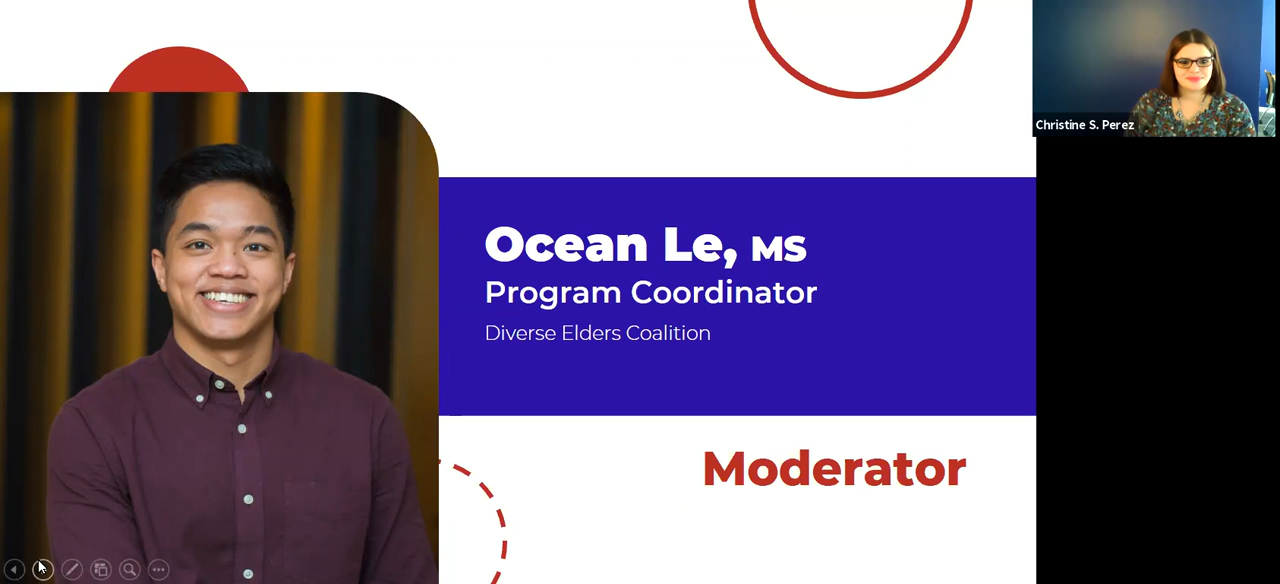 Ocean Le, MS
Program Coordinator
Diverse Elders Coalition
Moderator
Christine S. Perez